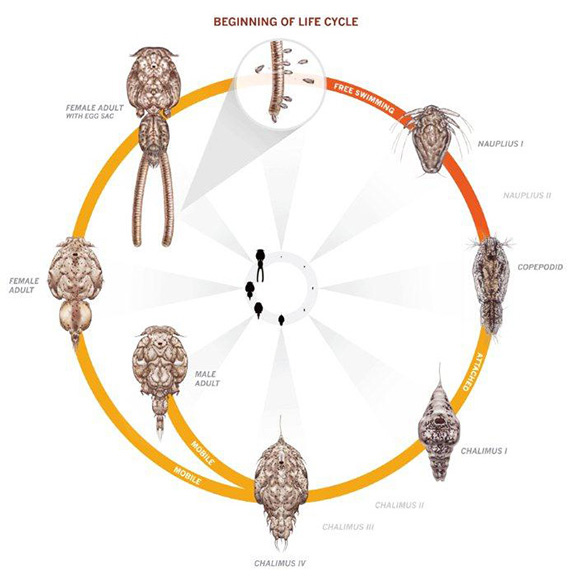 BEGINNING OF LIFE CYCLE
FREE SWIMMING
FEMALE ADULT
WITH EGG SAC
NAUPLIUS I
NAUPLIUS II
COPEPODID
FEMALE
ADULT
ATTACHED
MALE
ADULT
CHALIMUS I
MOBILE
MOBILE
CHALIMUS II
CHALIMUS III
CHALIMUS IV